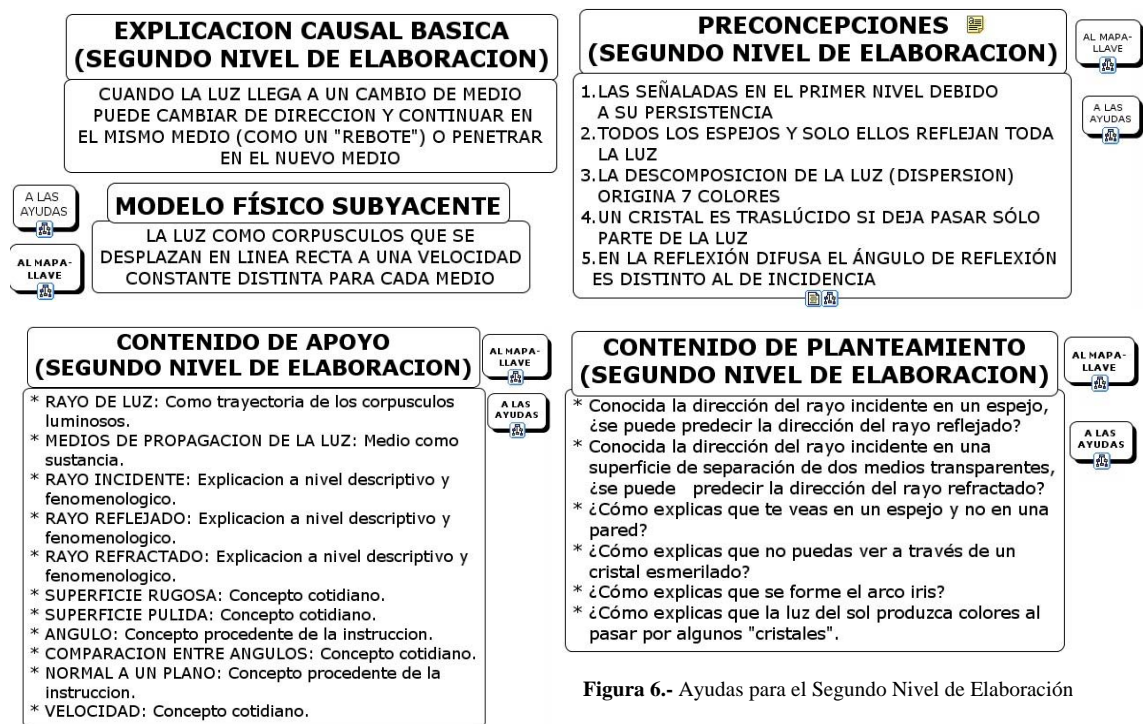 EXPLICACION CAUSAL BASICA
(SEGUNDO NIVEL DE ELABORACION)
CUANDO LA LUZ LLEGA A UN CAMBIO DE MEDIO
PUEDE CAMBIAR DE DIRECCION Y CONTINUAR EN
EL MISMO MEDIO (COMO UN "REBOTE") O PENETRAR
EN EL NUEVO MEDIO
A LAS
AYUDAS
AL MAPA-
LLAVE
MODELO FÍSICO SUBYACENTE
LA LUZ COMO CORPUSCULOS QUE SE
DESPLAZAN EN LINEA RECTA A UNA VELOCIDAD
CONSTANTE DISTINTA PARA CADA MEDIO
PRECONCEPCIONES
(SEGUNDO NIVEL DE ELABORACION)
AL MAPA-
LLAVE
A LAS
AYUDAS
1.LAS SEÑALADAS EN EL PRIMER NIVEL DEBIDO
A SU PERSISTENCIA
2.TODOS LOS ESPEJOS Y SOLO ELLOS REFLEJAN TODA
LA LUZ
3.LA DESCOMPOSICION DE LA LUZ (DISPERSION)
ORIGINA 7 COLORES
4.UN CRISTAL ES TRASLÚCIDO SI DEJA PASAR SÓLO
PARTE DE LA LUZ
5.EN LA REFLEXIÓN DIFUSA EL ÁNGULO DE REFLEXIÓN
ES DISTINTO AL DE INCIDENCIA
CONTENIDO DE APOYO
(SEGUNDO NIVEL DE ELABORACION)
AL MAPA-
LLAVE
A LAS
AYUDAS
* RAYO DE LUZ: Como trayectoria de los corpusculos
luminosos.
* MEDIOS DE PROPAGACION DE LA LUZ: Medio como
sustancia.
* RAYO INCIDENTE: Explicacion a nivel descriptivo y
fenomenologico.
* RAYO REFLEJADO: Explicacion a nivel descriptivo y
fenomenologico.
* RAYO REFRACTADO: Explicacion a nivel descriptivo y
fenomenologico.
* SUPERFICIE RUGOSA: Concepto cotidiano.
* SUPERFICIE PULIDA: Concepto cotidiano.
* ANGULO: Concepto procedente de la instruccion.
* COMPARACION ENTRE ANGULOS: Concepto cotidiano.
* NORMAL A UN PLANO: Concepto procedente de la
instruccion.
* VELOCIDAD: Concepto cotidiano.
CONTENIDO DE PLANTEAMIENTO
(SEGUNDO NIVEL DE ELABORACION)
AL MAPA-
LLAVE
A LAS
AYUDAS
* Conocida la dirección del rayo incidente en un espejo,
¿se puede predecir la dirección del rayo reflejado?
* Conocida la dirección del rayo incidente en una
superficie de separación de dos medios transparentes,
¿se puede predecir la dirección del rayo refractado?
* ¿Cómo explicas que te veas en un espejo y no en una
pared?
* ¿Cómo explicas que no puedas ver a través de un
cristal esmerilado?
* ¿Cómo explicas que se forme el arco iris?
* ¿Cómo explicas que la luz del sol produzca colores al
pasar por algunos "cristales".
Figura 6.- Ayudas para el Segundo Nivel de Elaboración